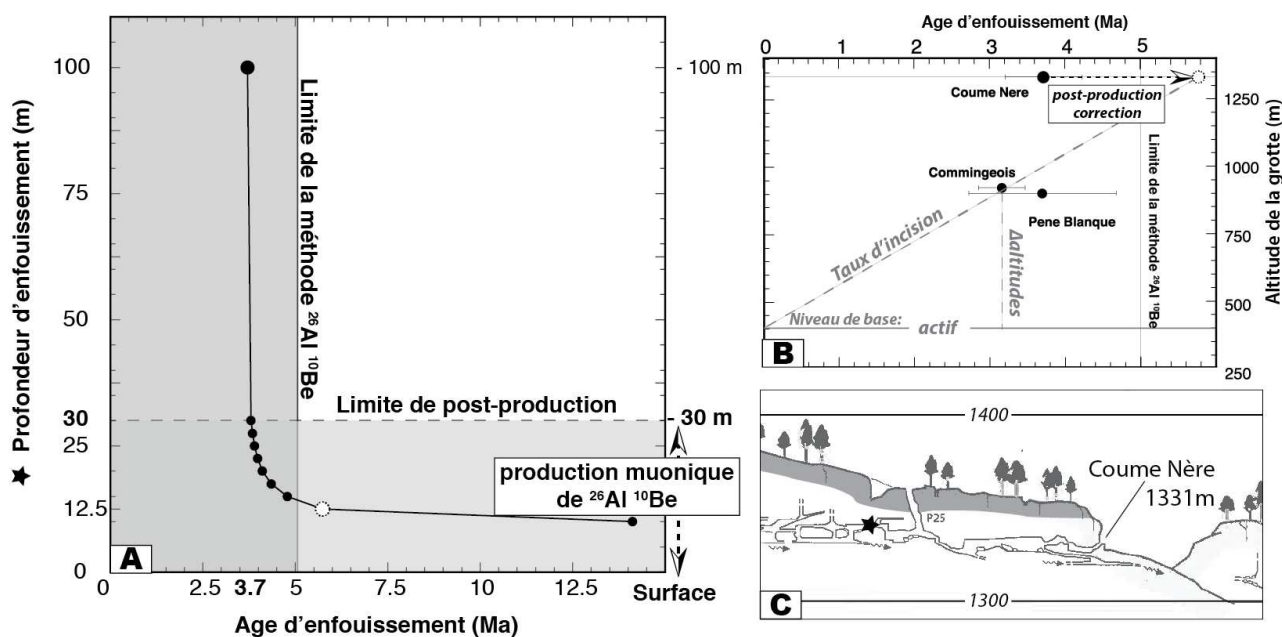 100
75
50
30
25
12.5
0
★ Profondeur d'enfouissement (m)
Limite de la méthode ²⁶Al ¹⁰Be
- 100 m
Limite de post-production
- 30 m
production muonique
de ²⁶Al ¹⁰Be
A
2.5
3.7
5
7.5
10
12.5
Surface
Age d'enfouissement (Ma)
Age d'enfouissement (Ma)
0 1 2 3 4 5
Coume Nere
post-production
correction
Commingeois
Pene Blanque
Taux d'incision
Δaltitudes
Limite de la méthode ²⁶Al ¹⁰Be
Niveau de base: actif
B
1250
1000
750
500
250
Altitude de la grotte (m)
1400
Coume Nère
1331m
P25
1300
C